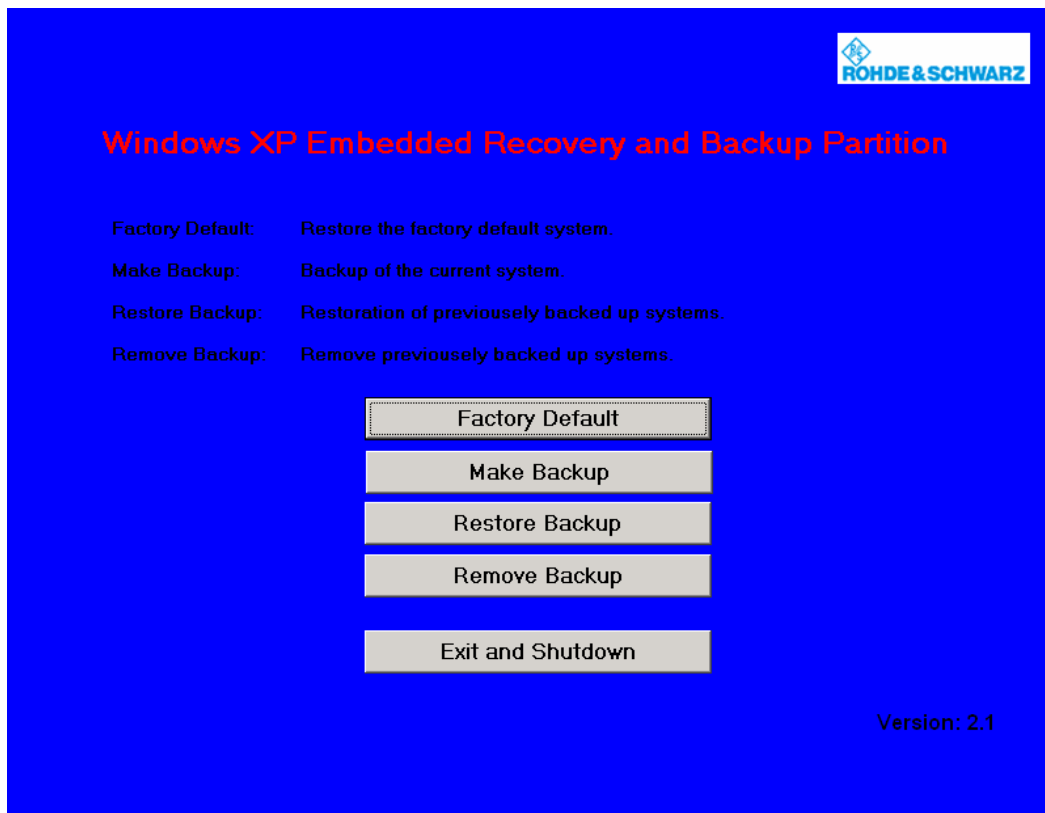 R&S
ROHDE & SCHWARZ
Windows XP Embedded Recovery and Backup Partition
Factory Default: Restore the factory default system.
Make Backup: Backup of the current system.
Restore Backup: Restoration of previousely backed up systems.
Remove Backup: Remove previousely backed up systems.
Factory Default
Make Backup
Restore Backup
Remove Backup
Exit and Shutdown
Version: 2.1